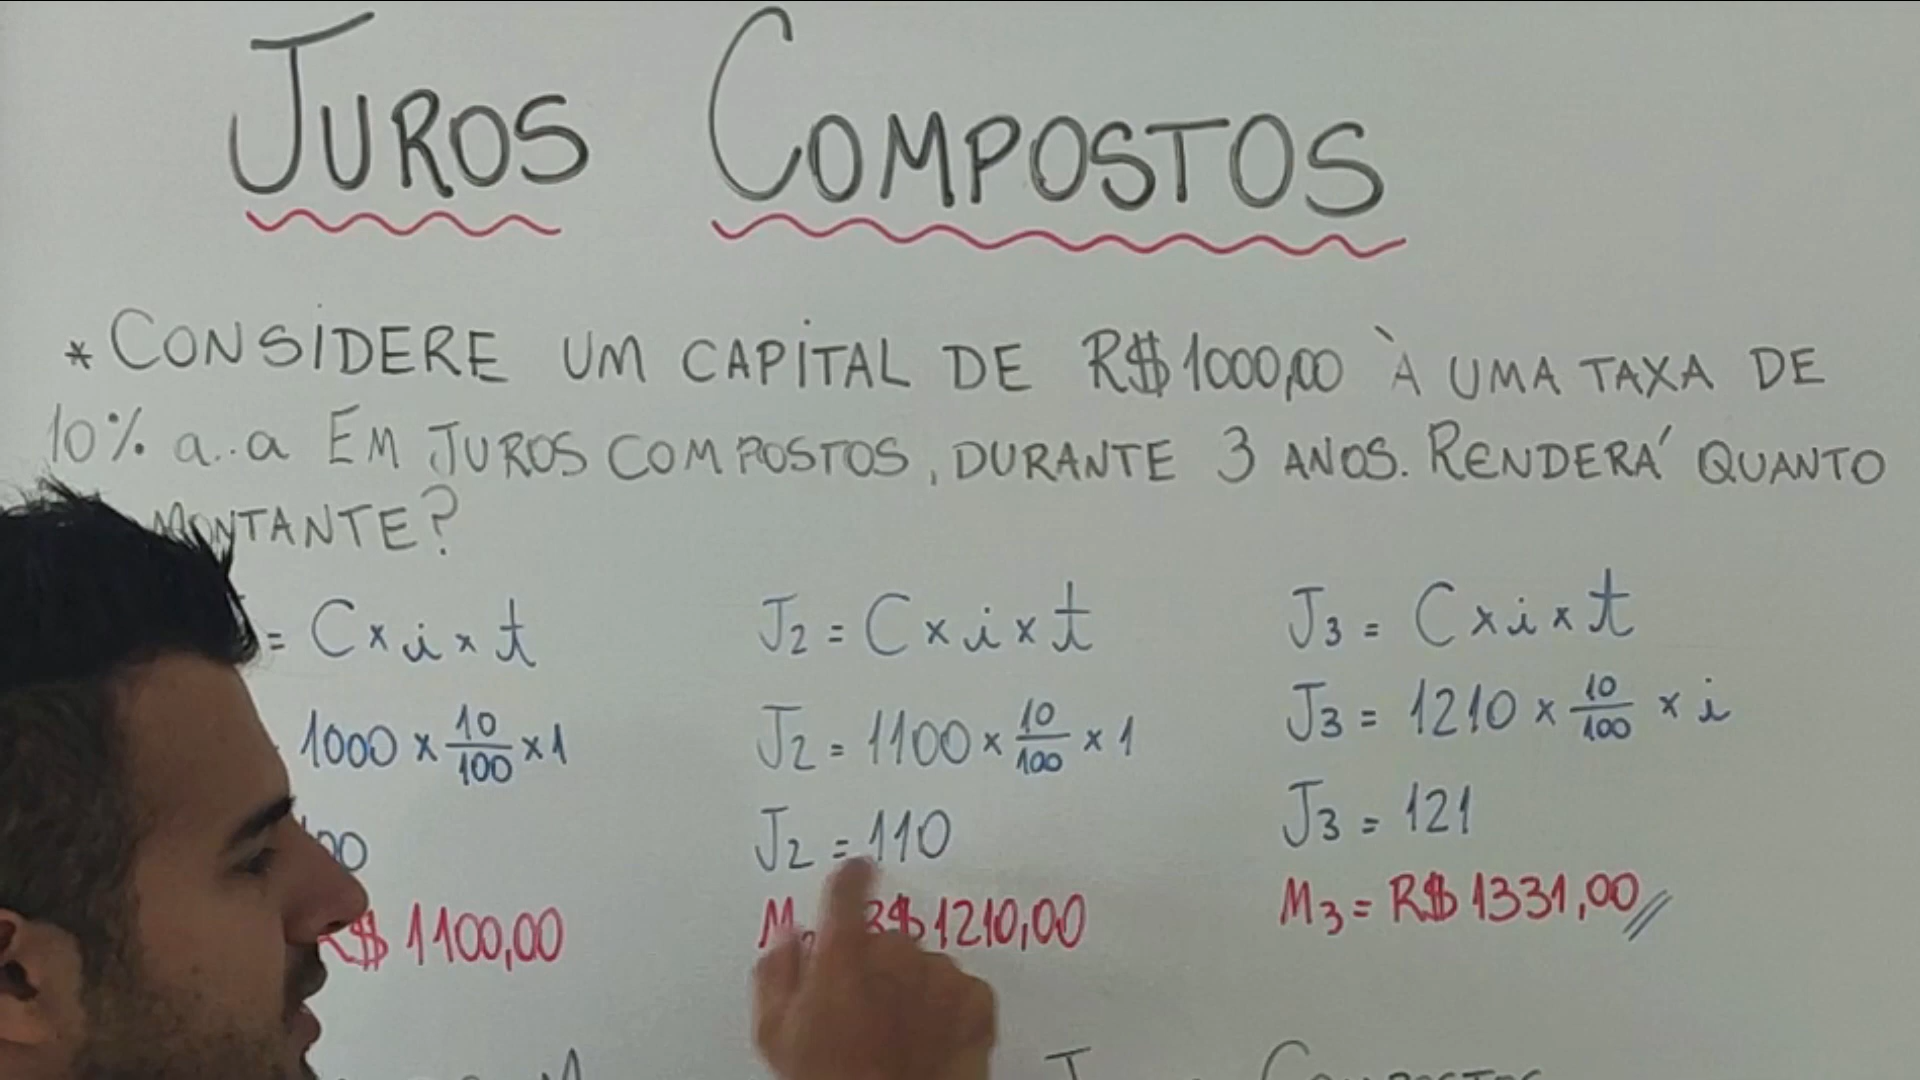 JUROS COMPOSTOS
* CONSIDERE UM CAPITAL DE R$ 1000,00 À UMA TAXA DE
10% a.a EM JUROS COMPOSTOS, DURANTE 3 ANOS. RENDERÁ QUANTO
MONTANTE?
= C x i x t
1000 x 10/100 x 1
00
R$ 1100,00
J2 = C x i x t
J2 = 1100 x 10/100 x 1
J2 = 110
M2 R$ 1210,00
J3 = C x i x t
J3 = 1210 x 10/100 x i
J3 = 121
M3 = R$ 1331,00